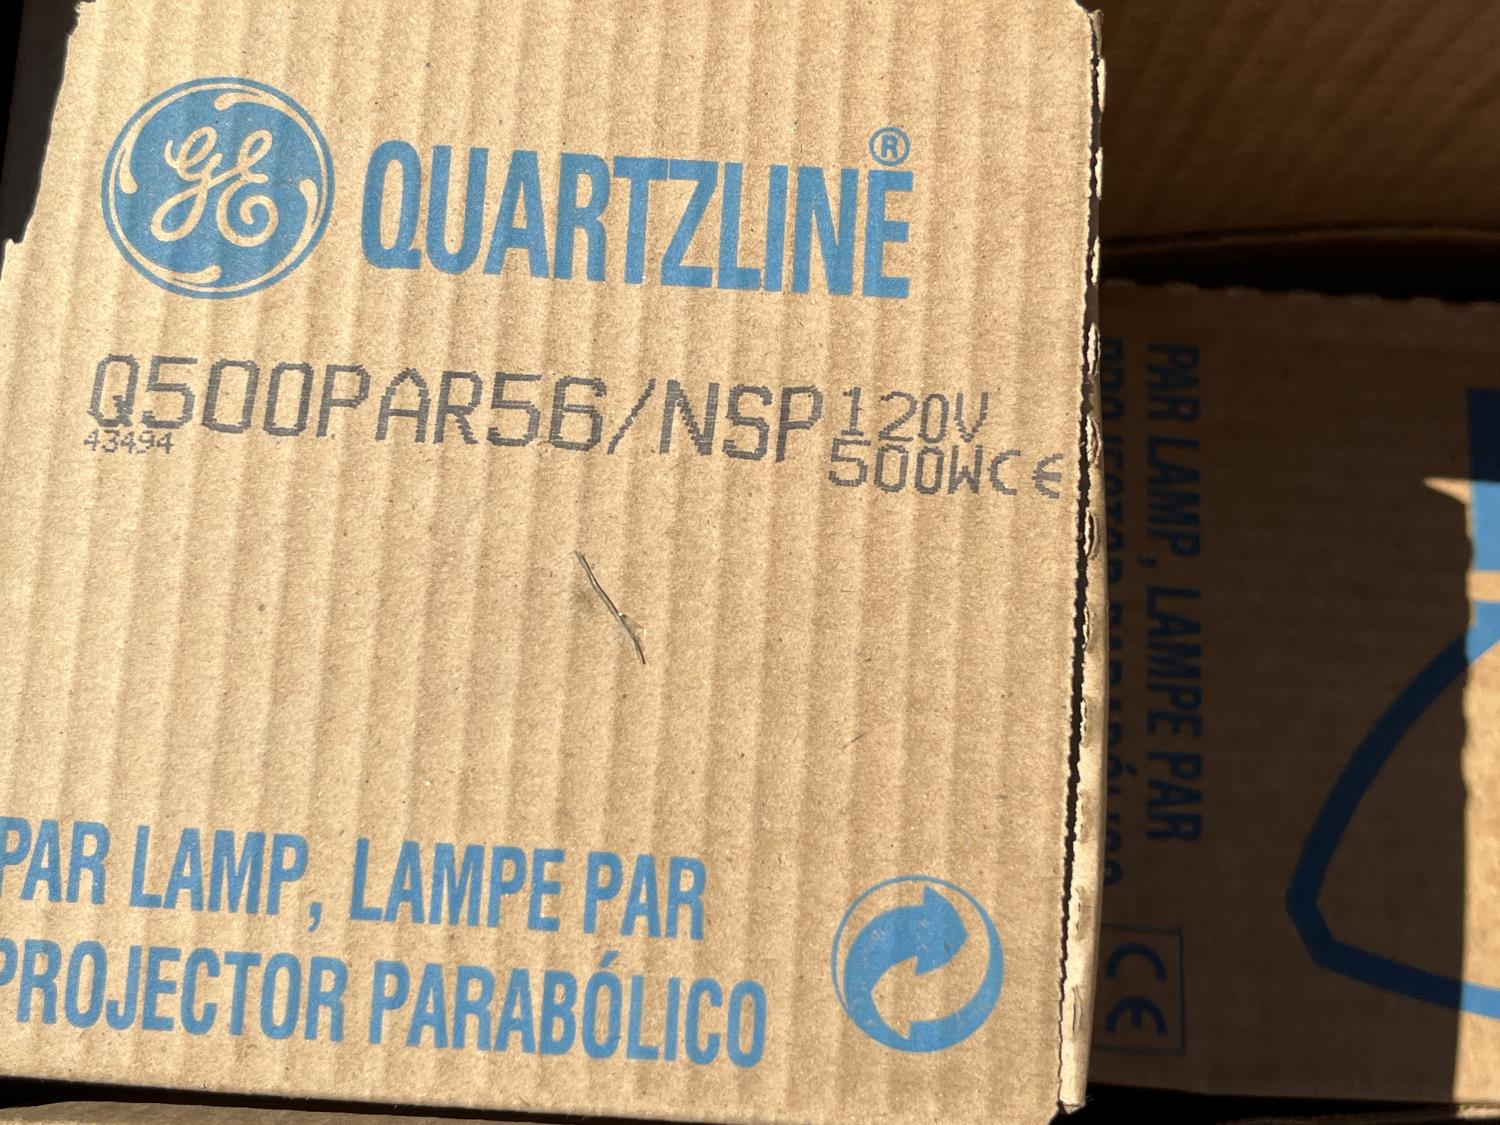 GE QUARTZLINE®
Q500PAR56/NSP 120V
43494 500W CE
PAR LAMP, LAMPE PAR
PROJECTOR PARABÓLICO
PAR LAMP, LAMPE PAR
CE